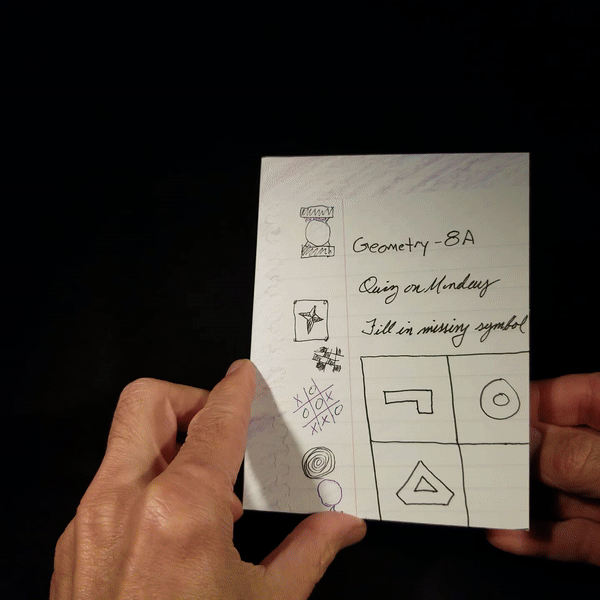 Geometry - 8A
Quiz on Monday
Fill in missing symbol
X O
O O X
X X O